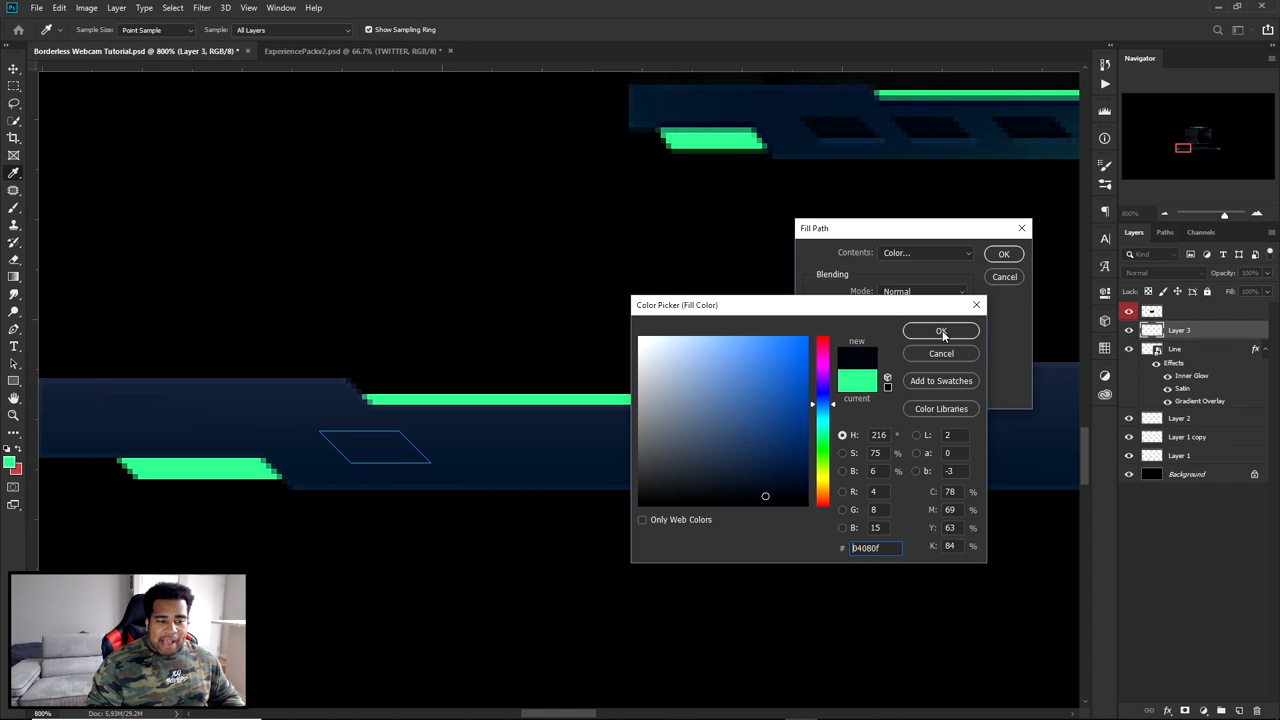 Ps File Edit Image Layer Type Select Filter 3D View Window Help
Sample Size: Point Sample Sample: All Layers Show Sampling Ring
Borderless Webcam Tutorial.psd @ 800% (Layer 3, RGB/8) * × ExperiencePackv2.psd @ 66.7% (TWITTER, RGB/8) * ×
Navigator
800%
Layers Paths Channels
Kind
Normal Opacity: 100%
Lock: Fill: 100%
Layer 3
Line fx
Effects
Inner Glow
Satin
Gradient Overlay
Layer 2
Layer 1 copy
Layer 1
Background
Fill Path
Contents: Color... OK
Blending Cancel
Mode: Normal
Color Picker (Fill Color)
new
current
OK
Cancel
Add to Swatches
Color Libraries
H: 216 ° L: 2
S: 75 % a: 0
B: 6 % b: -3
R: 4 C: 78 %
G: 8 M: 69 %
B: 15 Y: 63 %
# 04080f K: 84 %
Only Web Colors
T
800% Doc: 5.93M/29.2M
fx